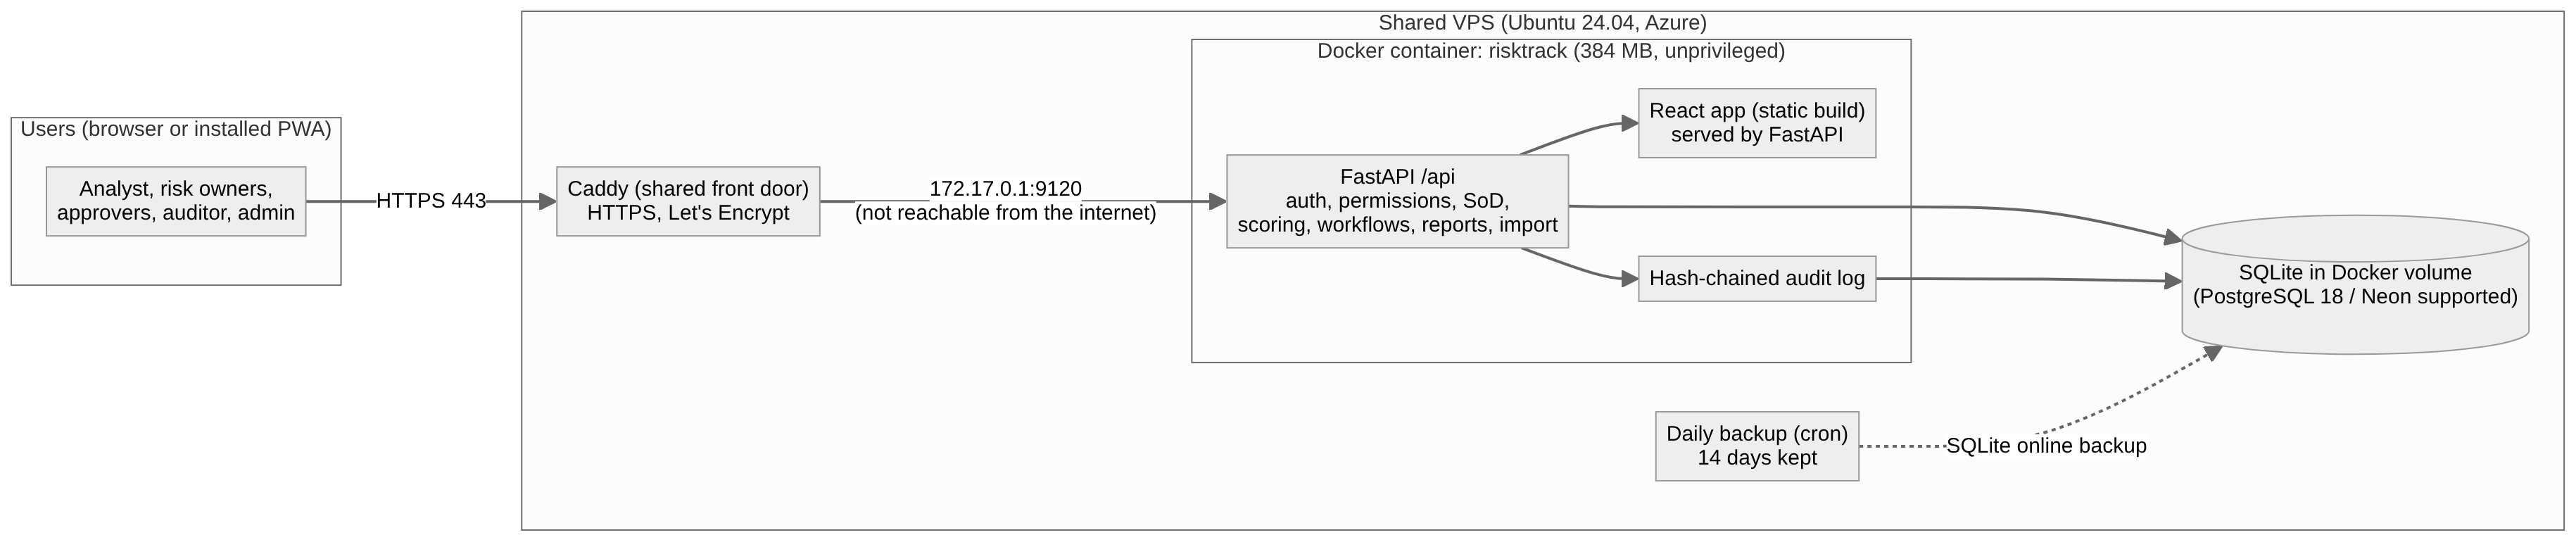 Shared VPS (Ubuntu 24.04, Azure)
Docker container: risktrack (384 MB, unprivileged)
Users (browser or installed PWA)
Analyst, risk owners,
approvers, auditor, admin
HTTPS 443
Caddy (shared front door)
HTTPS, Let's Encrypt
172.17.0.1:9120
(not reachable from the internet)
FastAPI /api
auth, permissions, SoD,
scoring, workflows, reports, import
React app (static build)
served by FastAPI
Hash-chained audit log
SQLite in Docker volume
(PostgreSQL 18 / Neon supported)
Daily backup (cron)
14 days kept
SQLite online backup